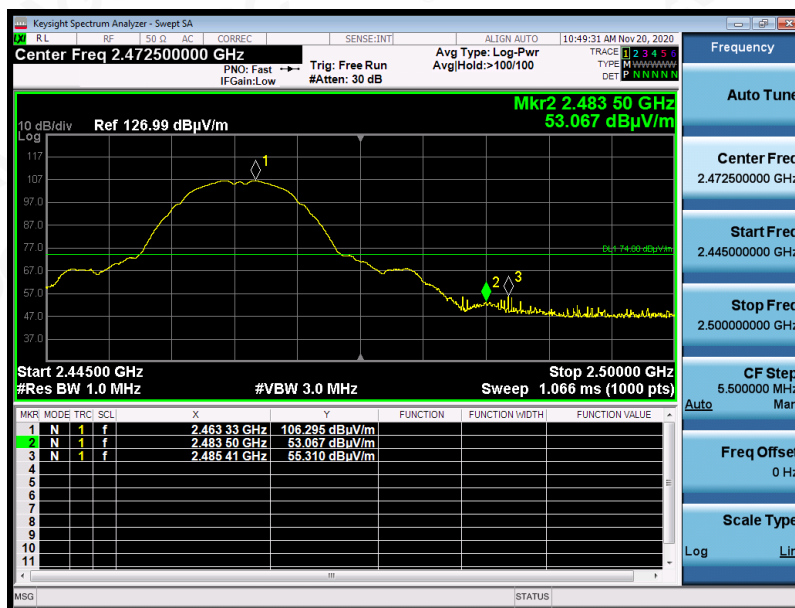 Keysight Spectrum Analyzer - Swept SA
LXI RL RF 50 Ω AC CORREC SENSE:INT ALIGN AUTO 10:49:31 AM Nov 20, 2020
Center Freq 2.472500000 GHz
PNO: Fast
IFGain:Low
Trig: Free Run
#Atten: 30 dB
Avg Type: Log-Pwr
Avg|Hold:>100/100
TRACE 1 2 3 4 5 6
TYPE M WWWWW
DET P N N N N N
Mkr2 2.483 50 GHz
53.067 dBµV/m
10 dB/div Ref 126.99 dBµV/m
Log
117
107
97.0
87.0
77.0
67.0
57.0
47.0
37.0
1
2
3
DL1 74.00 dBµV/m
Start 2.44500 GHz Stop 2.50000 GHz
#Res BW 1.0 MHz #VBW 3.0 MHz Sweep 1.066 ms (1000 pts)
MKR MODE TRC SCL X Y FUNCTION FUNCTION WIDTH FUNCTION VALUE
1 N 1 f 2.463 33 GHz 106.295 dBµV/m
2 N 1 f 2.483 50 GHz 53.067 dBµV/m
3 N 1 f 2.485 41 GHz 55.310 dBµV/m
4
5
6
7
8
9
10
11
MSG STATUS
Frequency
Auto Tune
Center Freq
2.472500000 GHz
Start Freq
2.445000000 GHz
Stop Freq
2.500000000 GHz
CF Step
5.500000 MHz
Auto Man
Freq Offset
0 Hz
Scale Type
Log Lin